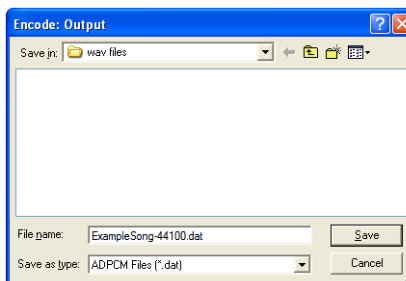 Encode: Output
Save in: wav files
File name: ExampleSong-44100.dat Save
Save as type: ADPCM Files (*.dat) Cancel